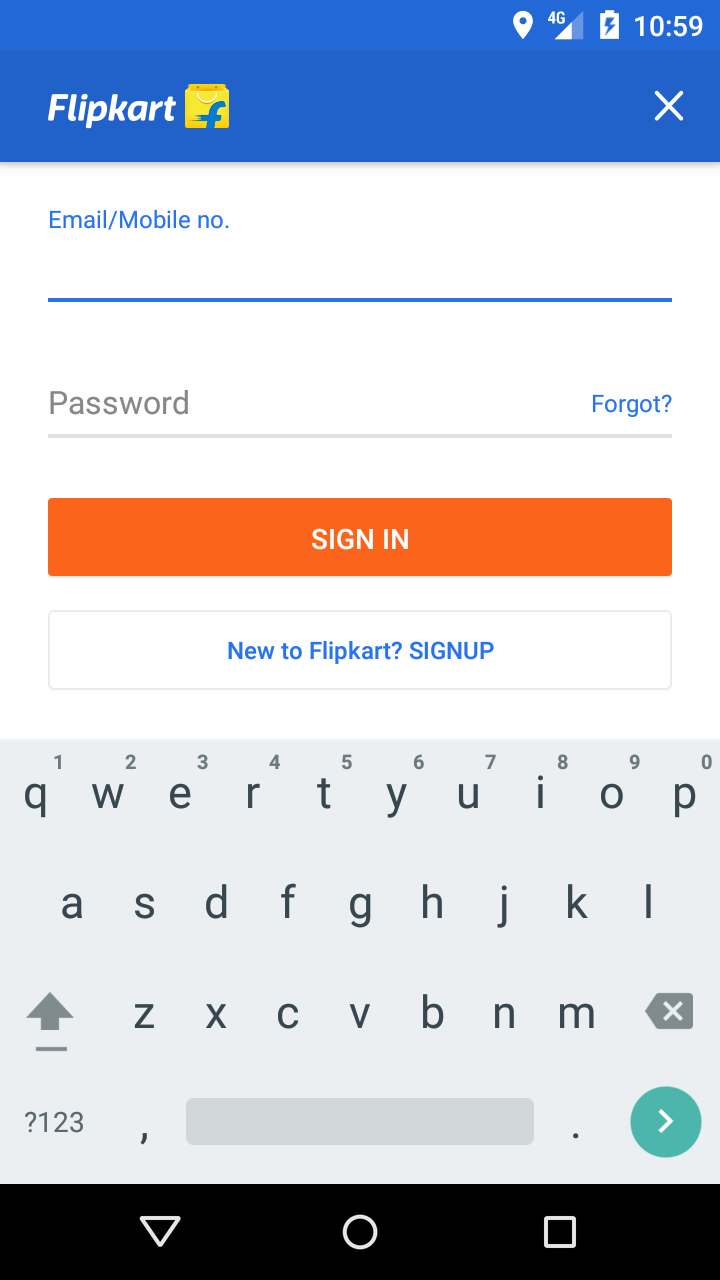 4G 10:59
Flipkart
Email/Mobile no.
Password Forgot?
SIGN IN
New to Flipkart? SIGNUP
1 2 3 4 5 6 7 8 9 0
q w e r t y u i o p
a s d f g h j k l
z x c v b n m
?123 , .